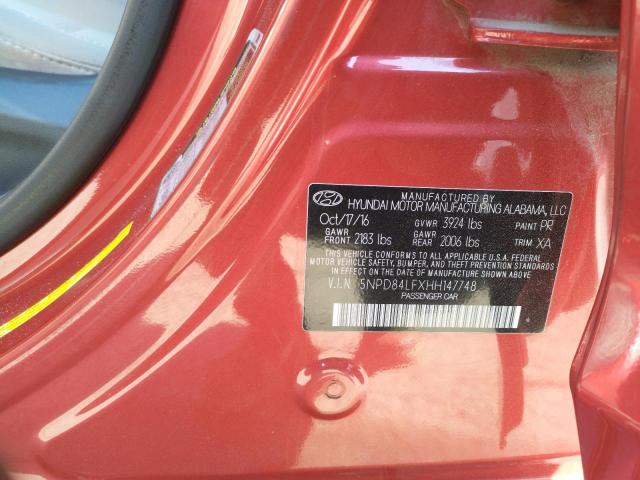 MANUFACTURED BY
HYUNDAI MOTOR MANUFACTURING ALABAMA, LLC
Oct/17/16 GVWR 3924 lbs PAINT PR
GAWR FRONT 2183 lbs GAWR REAR 2006 lbs TRIM XA
THIS VEHICLE CONFORMS TO ALL APPLICABLE U.S.A. FEDERAL
MOTOR VEHICLE SAFETY, BUMPER, AND THEFT PREVENTION
STANDARDS IN EFFECT ON THE DATE OF MANUFACTURE SHOWN ABOVE.
V.I.N : 5NPD84LFXHH147748
PASSENGER CAR